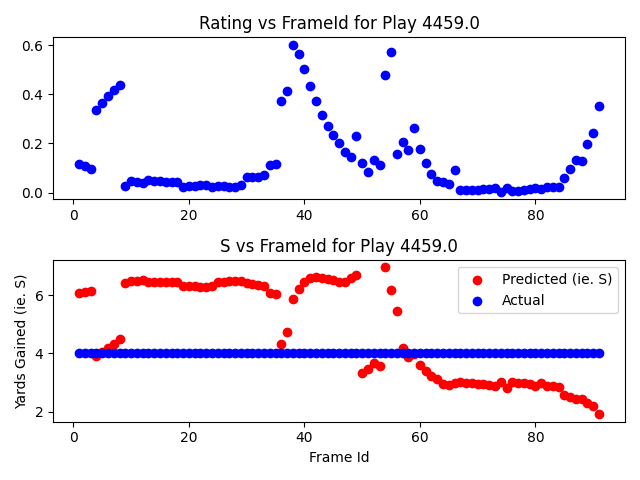 Rating vs FrameId for Play 4459.0
0.6
0.4
0.2
0.0
0 20 40 60 80
S vs FrameId for Play 4459.0
Yards Gained (ie. S)
6
4
2
Predicted (ie. S)
Actual
0 20 40 60 80
Frame Id